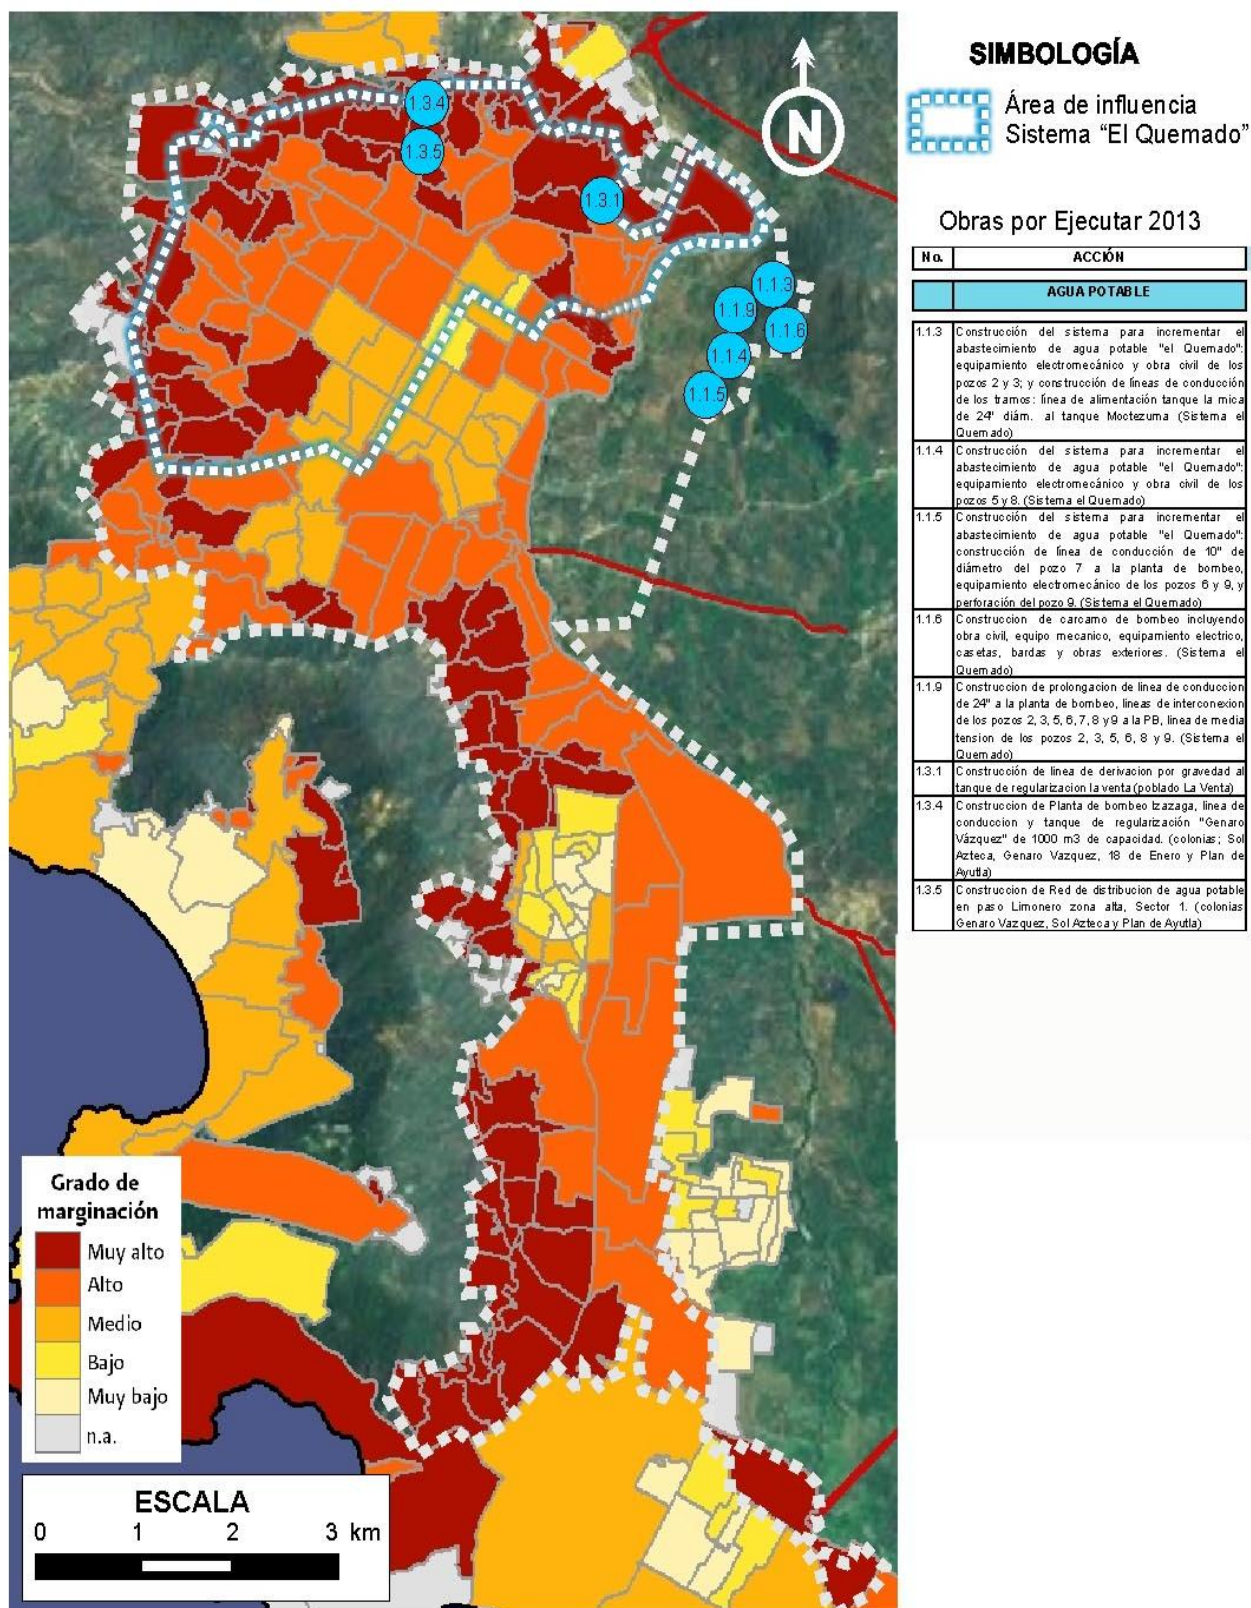 1.3.4
1.3.5
1.3.1
N
1.1.3
1.1.9
1.1.6
1.1.4
1.1.5
Grado de
marginación
Muy alto
Alto
Medio
Bajo
Muy bajo
n.a.
ESCALA
0 1 2 3 km
SIMBOLOGÍA
Área de influencia
Sistema "El Quemado"
Obras por Ejecutar 2013
No. ACCIÓN
AGUA POTABLE
1.1.3 Construcción del sistema para incrementar el
abastecimiento de agua potable "el Quemado":
equipamiento electromecánico y obra civil de los
pozos 2 y 3; y construcción de líneas de conducción
de los tramos: línea de alimentación tanque la mica
de 24" diám. al tanque Moctezuma (Sistema el
Quemado)
1.1.4 Construcción del sistema para incrementar el
abastecimiento de agua potable "el Quemado":
equipamiento electromecánico y obra civil de los
pozos 5 y 8. (Sistema el Quemado)
1.1.5 Construcción del sistema para incrementar el
abastecimiento de agua potable "el Quemado":
construcción de línea de conducción de 10" de
diámetro del pozo 7 a la planta de bombeo,
equipamiento electromecánico de los pozos 6 y 9, y
perforación del pozo 9. (Sistema el Quemado)
1.1.6 Construccion de carcamo de bombeo incluyendo
obra civil, equipo mecanico, equipamiento electrico,
casetas, bardas y obras exteriores. (Sistema el
Quemado)
1.1.9 Construccion de prolongacion de linea de conduccion
de 24" a la planta de bombeo, lineas de interconexion
de los pozos 2, 3, 5, 6, 7, 8 y 9 a la PB, linea de media
tension de los pozos 2, 3, 5, 6, 8 y 9. (Sistema el
Quemado)
1.3.1 Construcción de linea de derivacion por gravedad al
tanque de regularizacion la venta (poblado La Venta)
1.3.4 Construccion de Planta de bombeo Izazaga, linea de
conduccion y tanque de regularización "Genaro
Vázquez" de 1000 m3 de capacidad. (colonias; Sol
Azteca, Genaro Vazquez, 18 de Enero y Plan de
Ayutla)
1.3.5 Construccion de Red de distribucion de agua potable
en paso Limonero zona alta, Sector 1. (colonias
Genaro Vazquez, Sol Azteca y Plan de Ayutla)